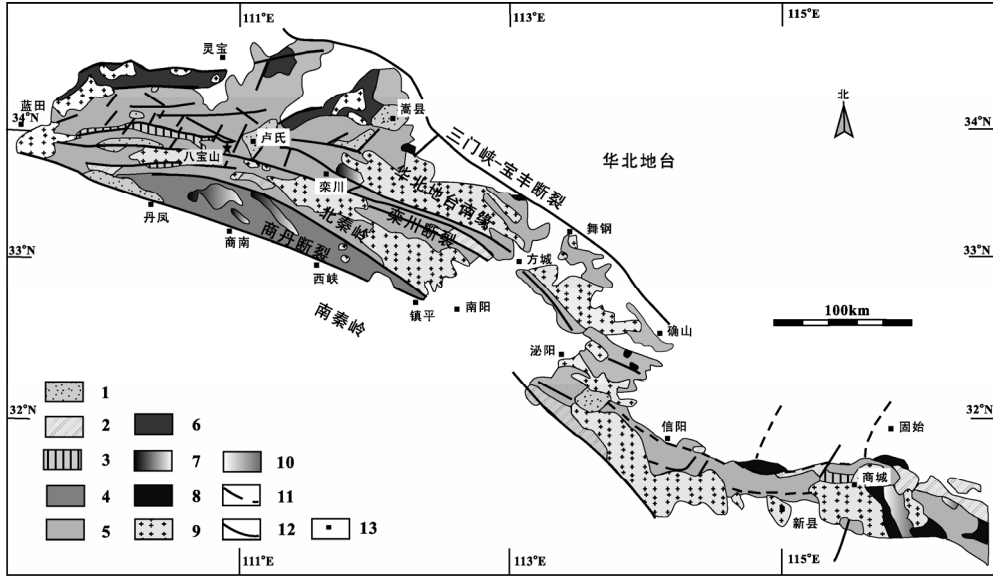 111°E
113°E
115°E
灵宝
蓝田
34°N
嵩县
北
34°N
三门峡-宝丰断裂
华北地台
卢氏
八宝山
栾川
华北地台南缘
丹凤
北秦岭
栾川断裂
舞钢
商南
商丹断裂
33°N
方城
33°N
西峡
南秦岭
镇平
南阳
100km
确山
泌阳
1
32°N
2
6
信阳
固始
32°N
3
7
10
商城
4
8
11
5
9
12
13
新县
111°E
113°E
115°E